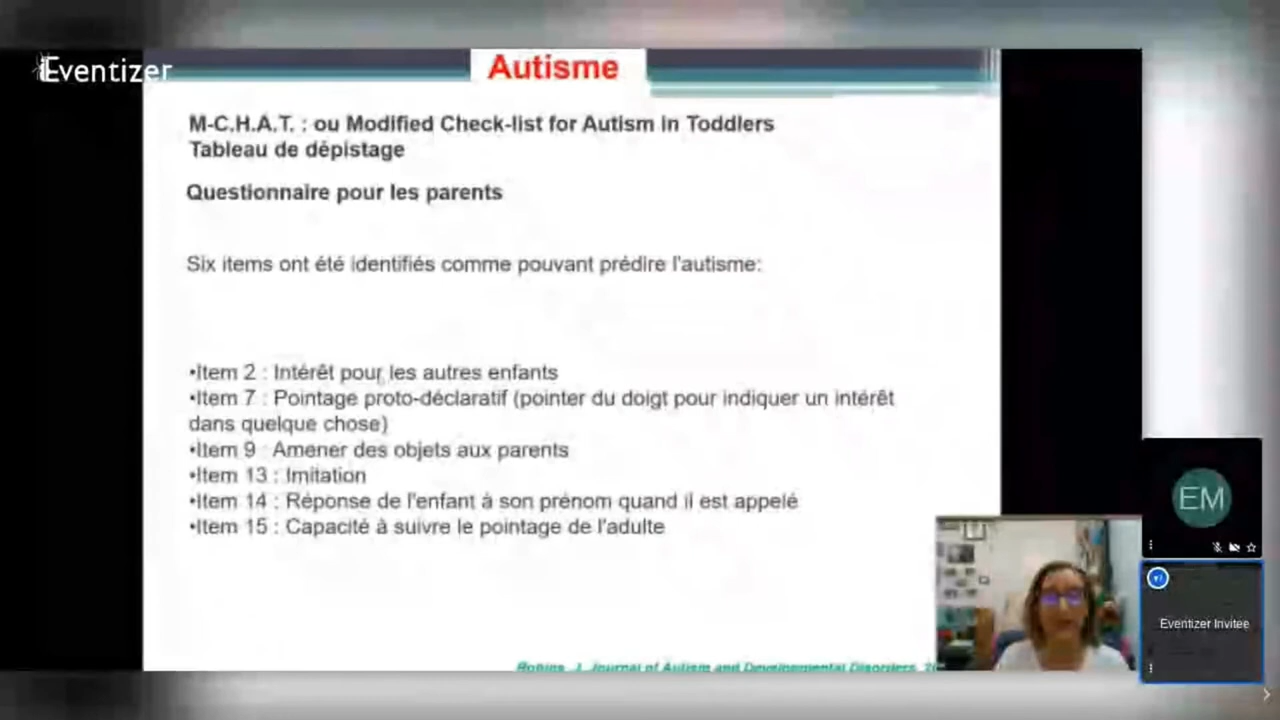 Eventizer
Autisme
M-C.H.A.T. : ou Modified Check-list for Autism in Toddlers
Tableau de dépistage
Questionnaire pour les parents
Six items ont été identifiés comme pouvant prédire l'autisme:
•Item 2 : Intérêt pour les autres enfants
•Item 7 : Pointage proto-déclaratif (pointer du doigt pour indiquer un intérêt
dans quelque chose)
•Item 9 : Amener des objets aux parents
•Item 13 : Imitation
•Item 14 : Réponse de l'enfant à son prénom quand il est appelé
•Item 15 : Capacité à suivre le pointage de l'adulte
Robins, J. Journal of Autism and Developmental Disorders,
EM
Eventizer Invitee